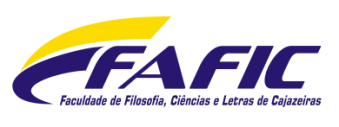 FAFIC
Faculdade de Filosofia, Ciências e Letras de Cajazeiras